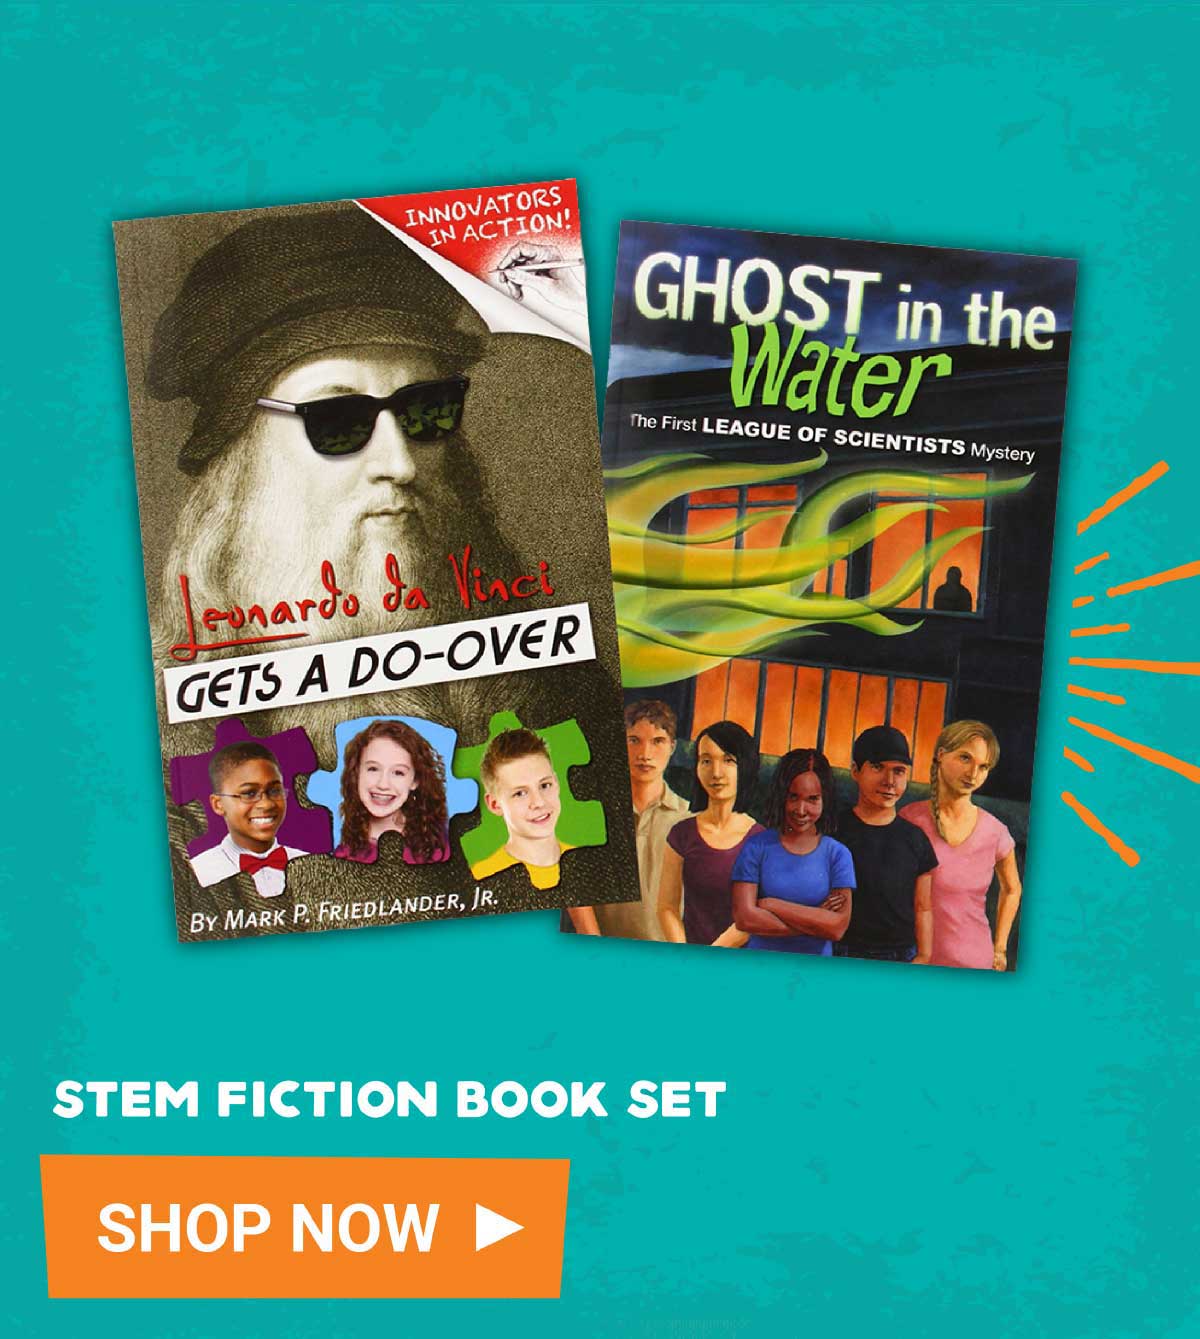 INNOVATORS
IN ACTION!
Leonardo da Vinci
GETS A DO-OVER
BY MARK P. FRIEDLANDER, JR.
GHOST in the
Water
The First LEAGUE OF SCIENTISTS Mystery
STEM FICTION BOOK SET
SHOP NOW